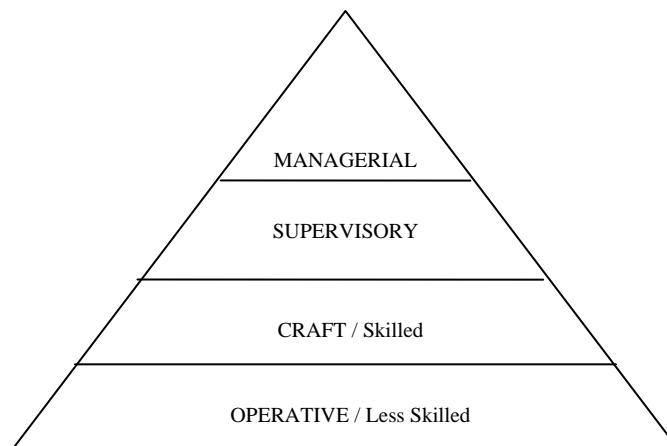 MANAGERIAL
SUPERVISORY
CRAFT / Skilled
OPERATIVE / Less Skilled